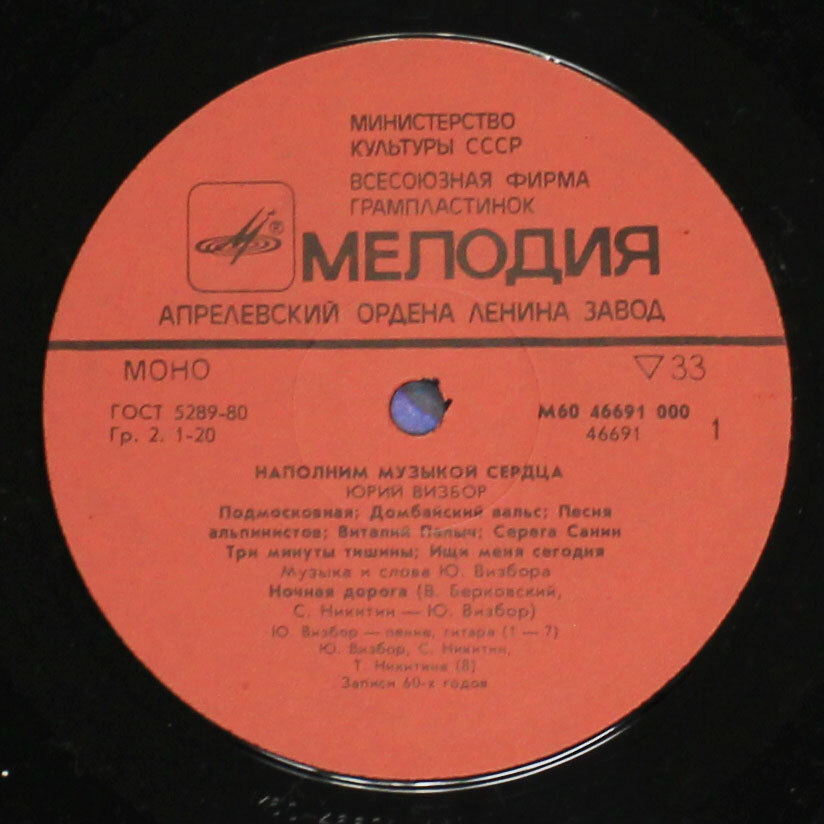 МИНИСТЕРСТВО
КУЛЬТУРЫ СССР
ВСЕСОЮЗНАЯ ФИРМА
ГРАМПЛАСТИНОК
®
МЕЛОДИЯ
АПРЕЛЕВСКИЙ ОРДЕНА ЛЕНИНА ЗАВОД
МОНО ▽33
ГОСТ 5289-80 М60 46691 000
Гр. 2. 1-20 46691 1
НАПОЛНИМ МУЗЫКОЙ СЕРДЦА
ЮРИЙ ВИЗБОР
Подмосковная; Домбайский вальс; Песня
альпинистов; Виталий Палыч; Серега Санин
Три минуты тишины; Ищи меня сегодня
Музыка и слова Ю. Визбора
Ночная дорога (В. Берковский,
С. Никитин — Ю. Визбор)
Ю. Визбор — пение, гитара (1 — 7)
Ю. Визбор, С. Никитин,
Т. Никитина (8)
Записи 60-х годов